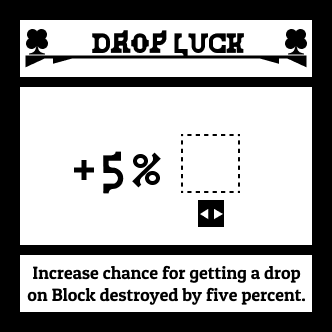 DROP LUCK
+5%
Increase chance for getting a drop
on Block destroyed by five percent.